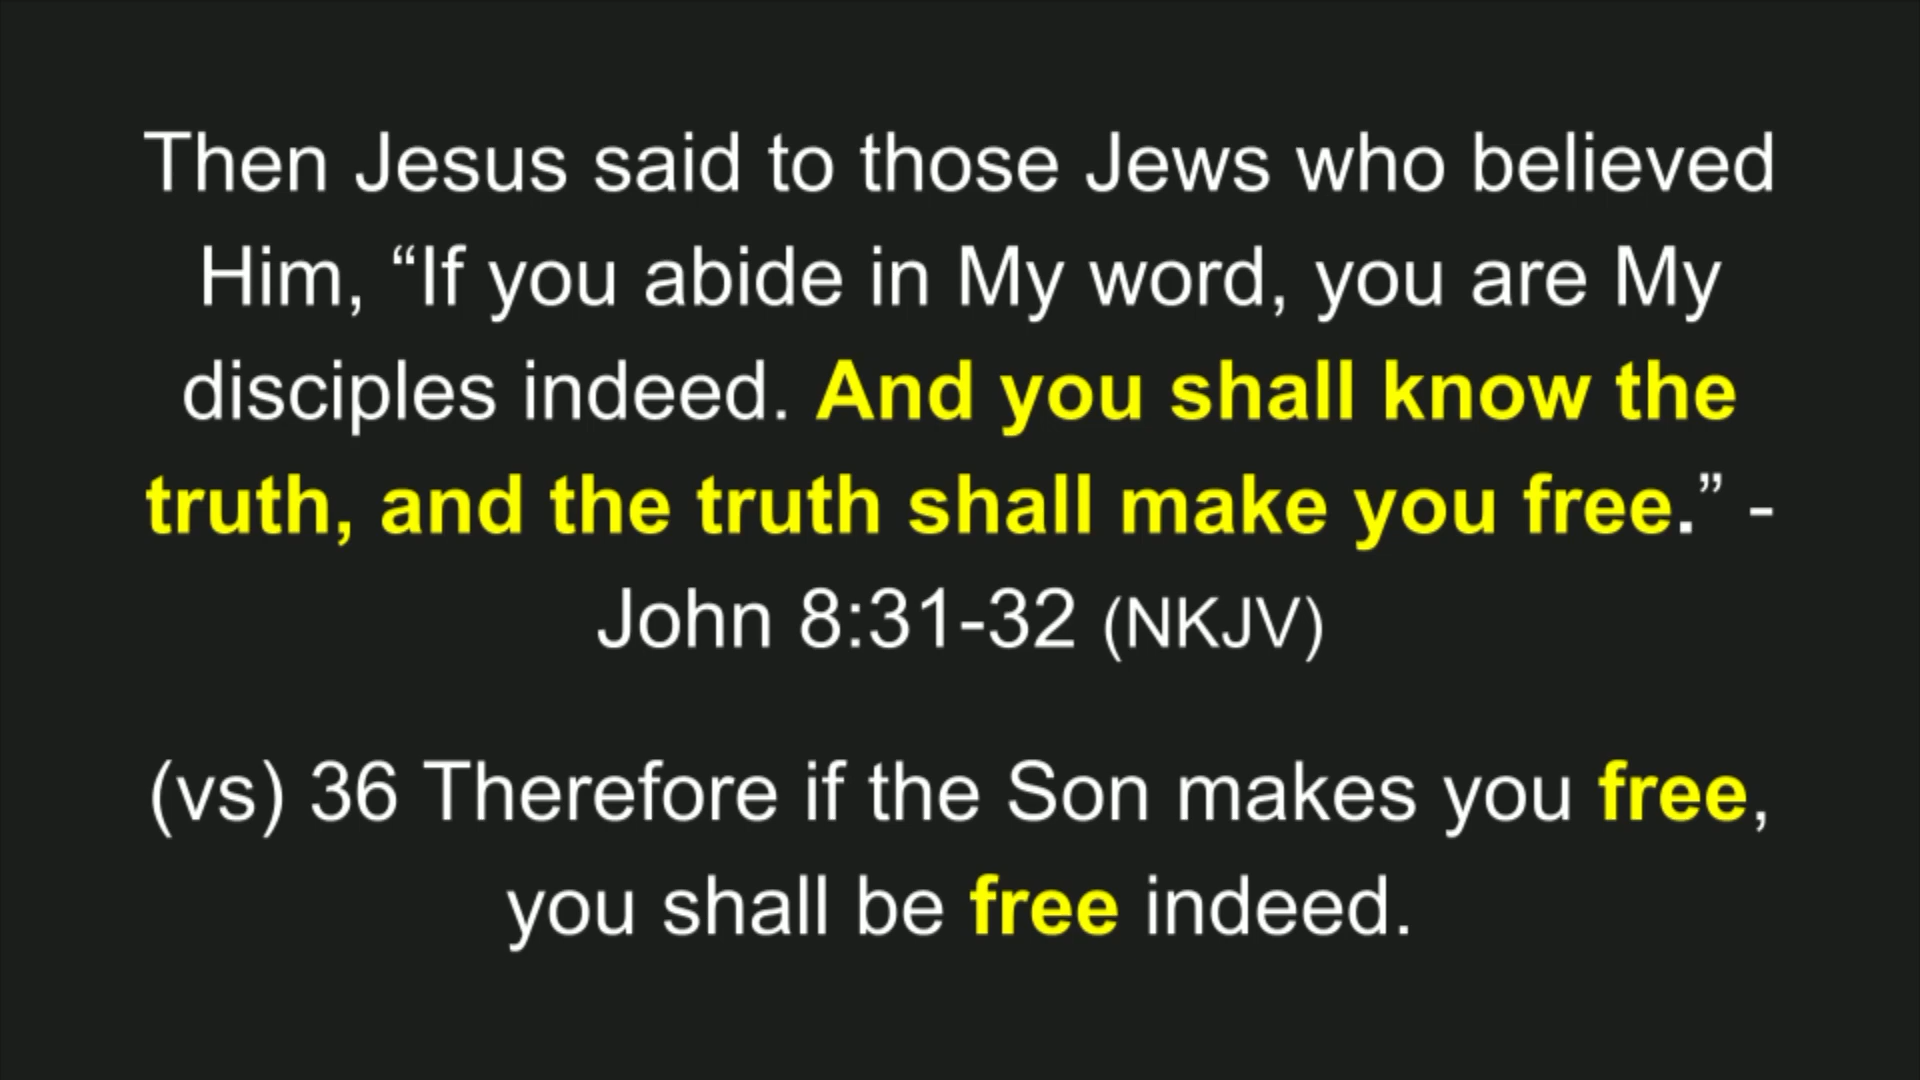 Then Jesus said to those Jews who believed
Him, “If you abide in My word, you are My
disciples indeed. And you shall know the
truth, and the truth shall make you free.” -
John 8:31-32 (NKJV)
(vs) 36 Therefore if the Son makes you free,
you shall be free indeed.